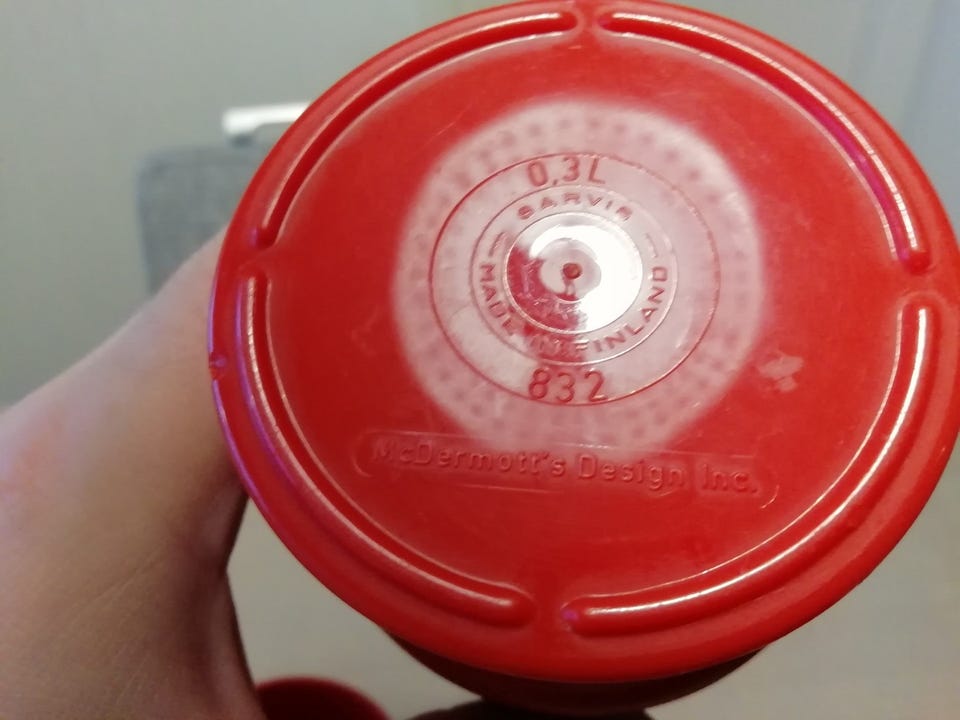 0,3L
SARVIS
MADE IN FINLAND
832
McDermott's Design Inc.